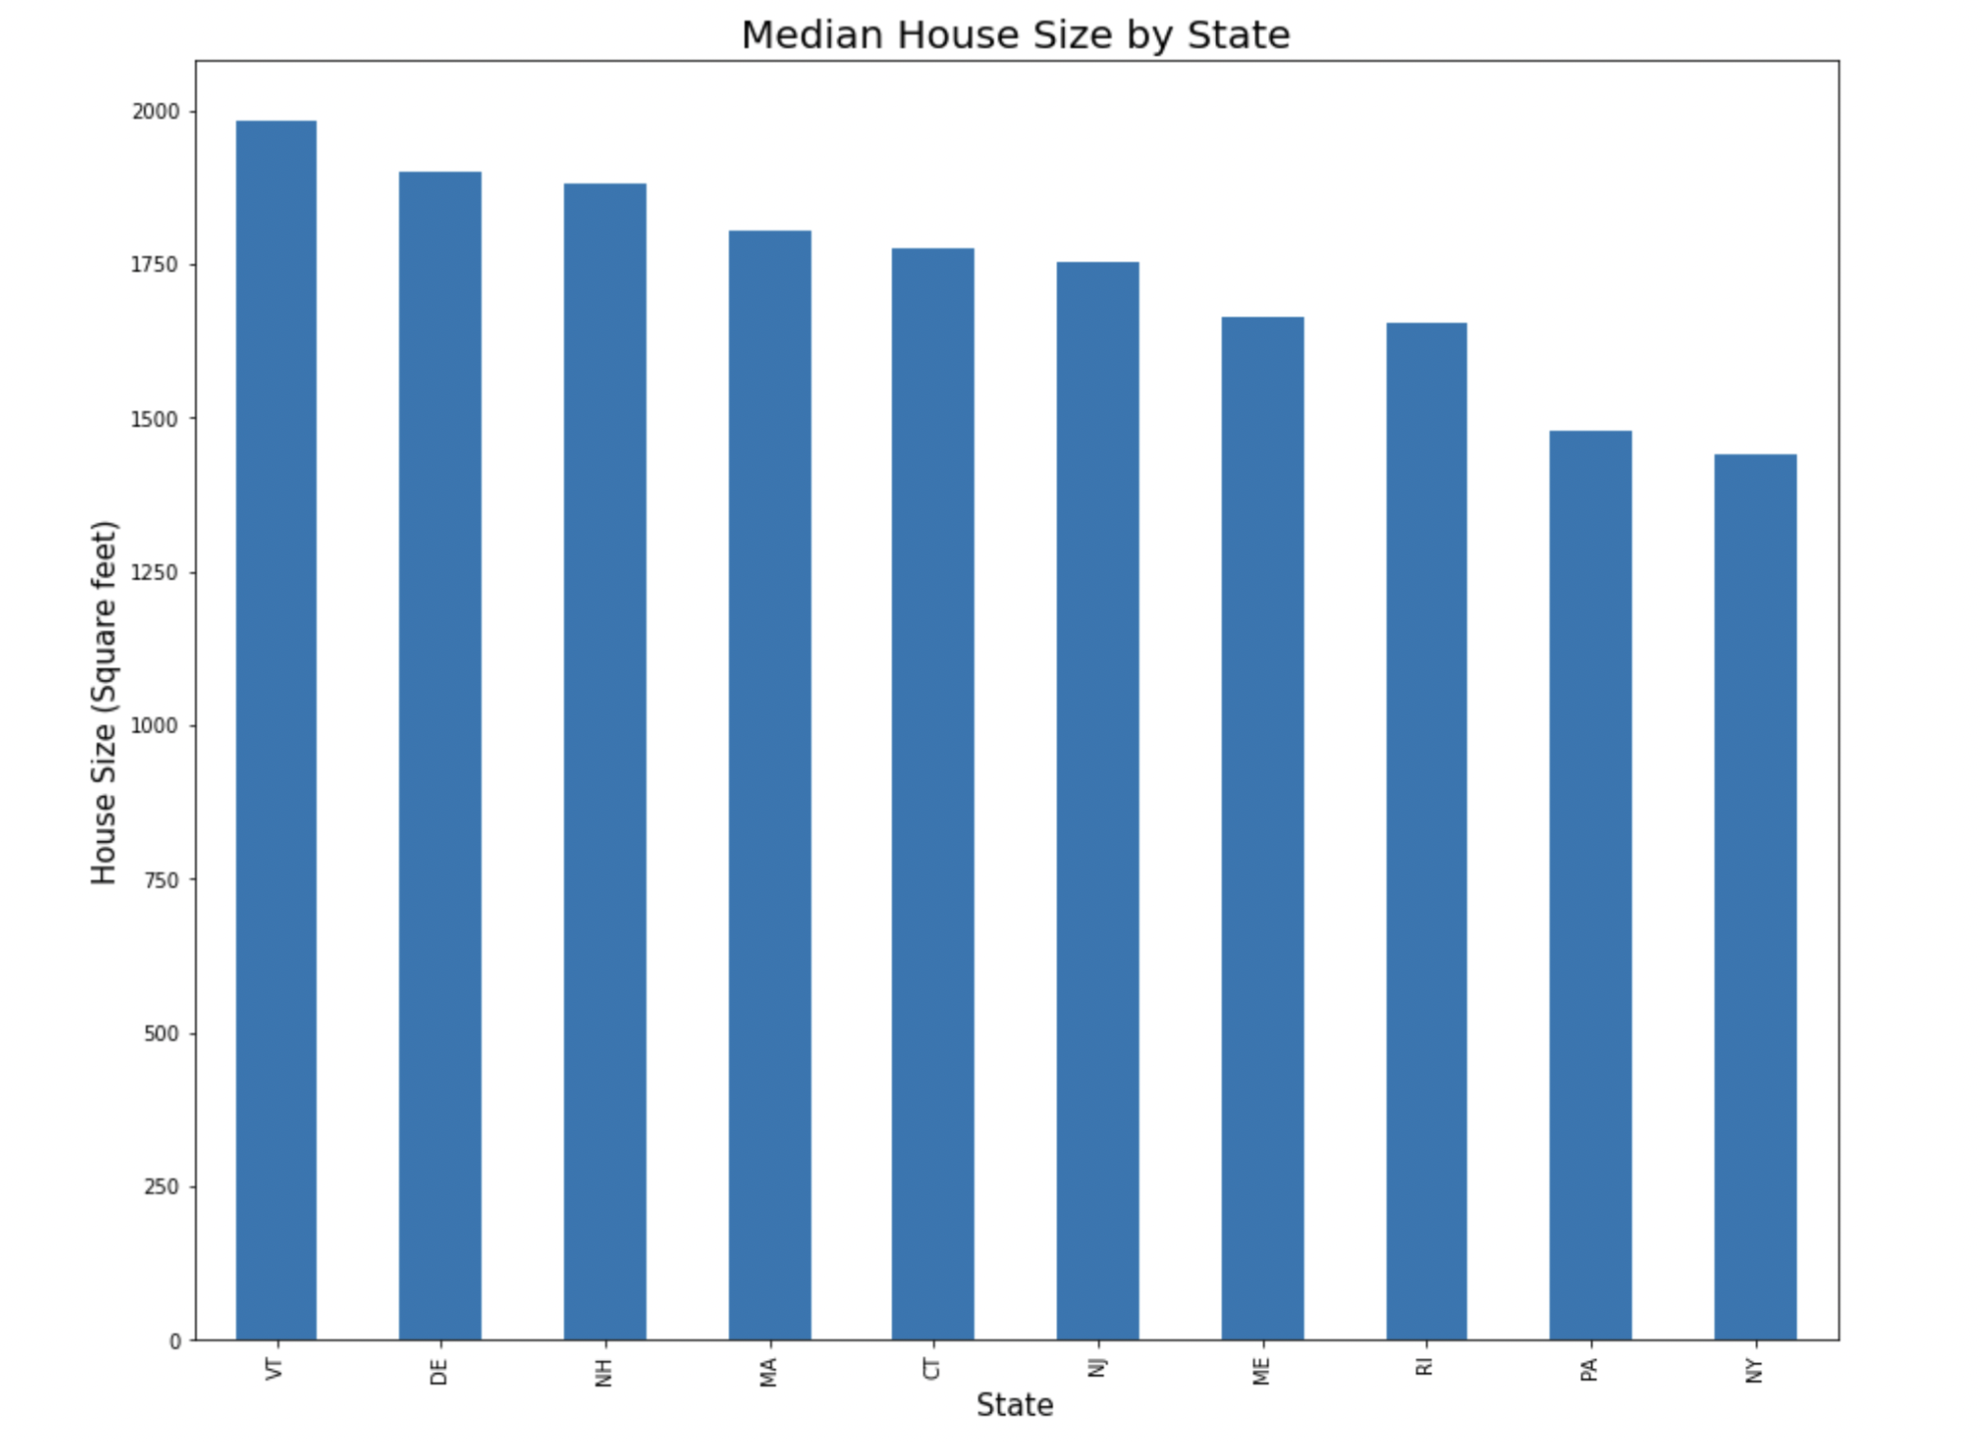 Median House Size by State
House Size (Square feet)
2000
1750
1500
1250
1000
750
500
250
0
VT
DE
NH
MA
CT
NJ
ME
RI
PA
NY
State